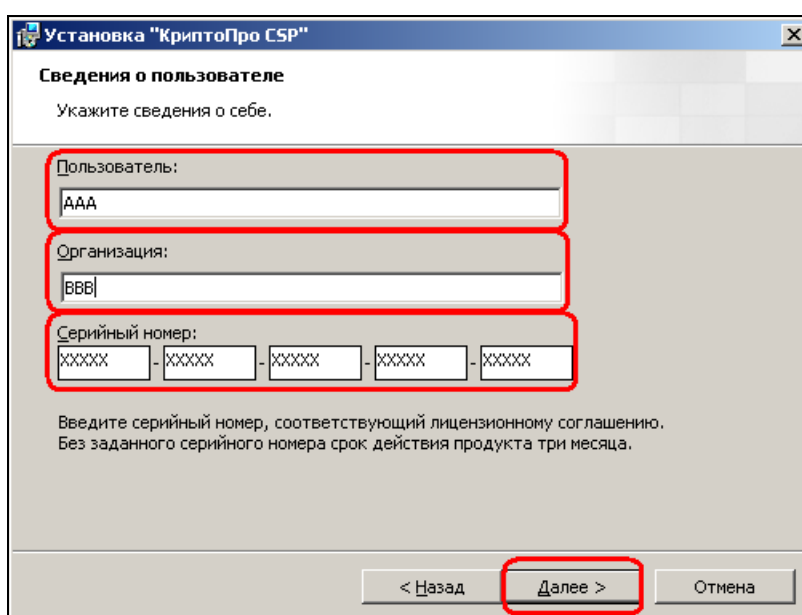 Установка "КриптоПро CSP"
Сведения о пользователе
Укажите сведения о себе.
Пользователь:
AAA
Организация:
BBB
Серийный номер:
XXXXX - XXXXX - XXXXX - XXXXX - XXXXX
Введите серийный номер, соответствующий лицензионному соглашению.
Без заданного серийного номера срок действия продукта три месяца.
< Назад Далее > Отмена